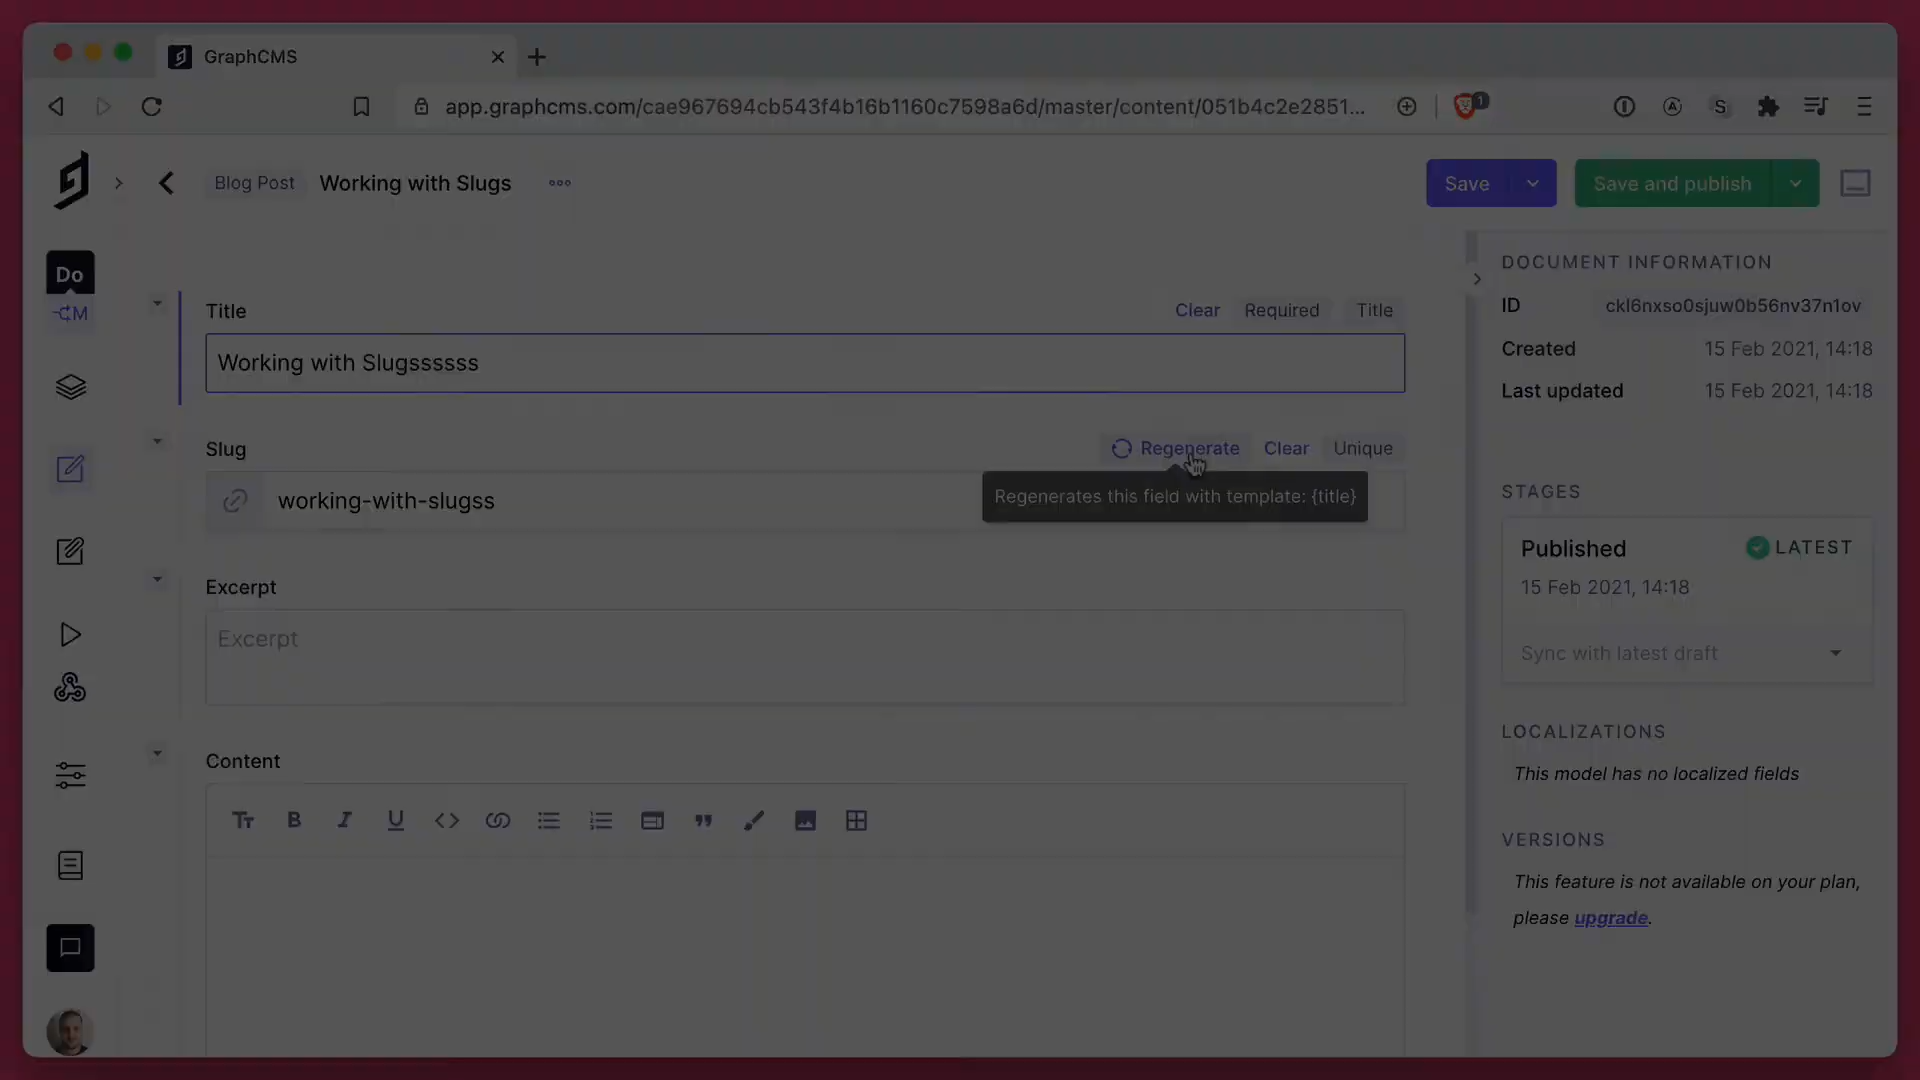 GraphCMS
app.graphcms.com/cae967694cb543f4b16b1160c7598a6d/master/content/051b4c2e2851...
1
Blog Post
Working with Slugs
Save
Save and publish
Do
M
Title
Clear
Required
Title
Working with Slugssssss
Slug
Regenerate
Clear
Unique
working-with-slugss
Regenerates this field with template: {title}
Excerpt
Excerpt
Content
DOCUMENT INFORMATION
ID
ckl6nxso0sjuw0b56nv37n1ov
Created
15 Feb 2021, 14:18
Last updated
15 Feb 2021, 14:18
STAGES
Published
LATEST
15 Feb 2021, 14:18
Sync with latest draft
LOCALIZATIONS
This model has no localized fields
VERSIONS
This feature is not available on your plan,
please upgrade.